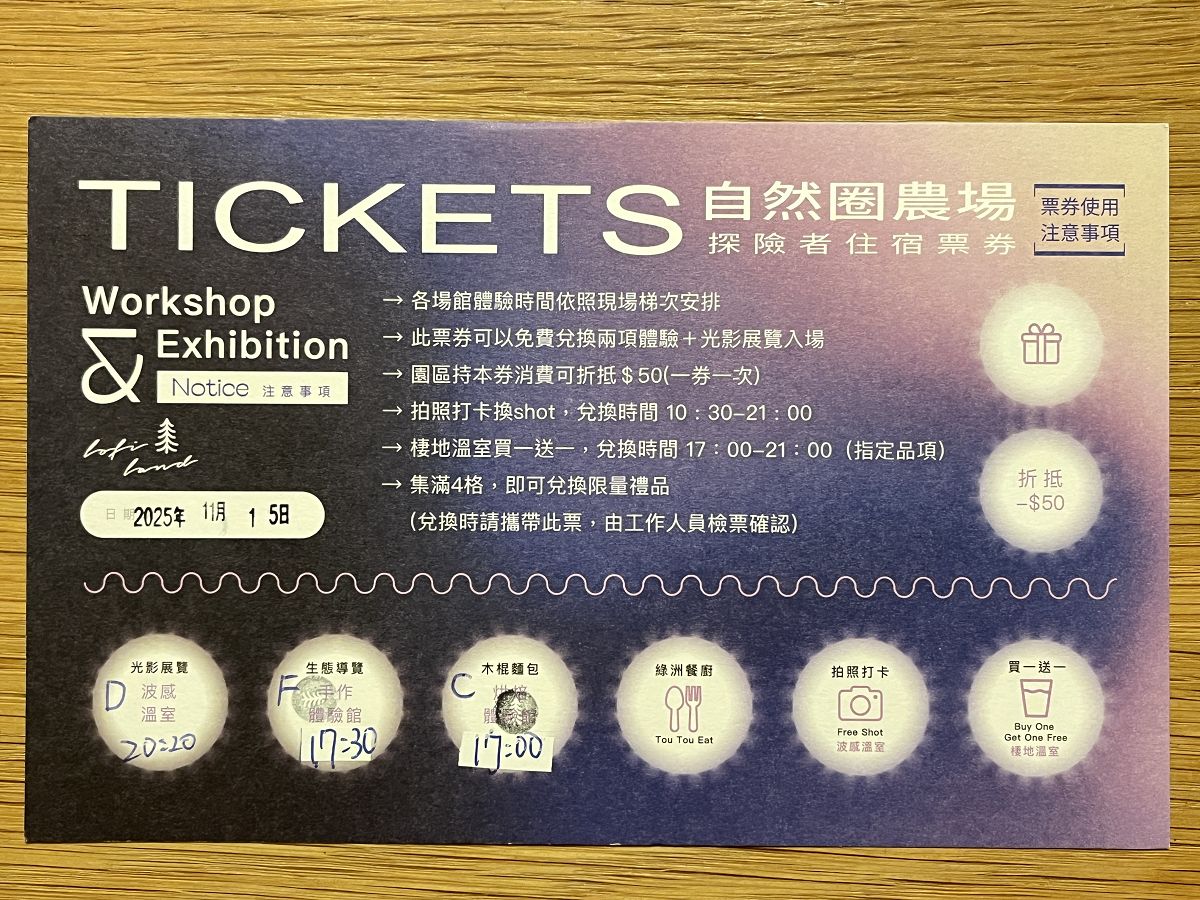 TICKETS
自然圈農場
探險者住宿票券
票券使用
注意事項
Workshop
&
Exhibition
Notice 注意事項
lofi
land
日期 2025年 11月 15日
→ 各場館體驗時間依照現場梯次安排
→ 此票券可以免費兌換兩項體驗＋光影展覽入場
→ 園區持本券消費可折抵＄50(一券一次)
→ 拍照打卡換shot，兌換時間 10：30–21：00
→ 棲地溫室買一送一，兌換時間 17：00–21：00（指定品項）
→ 集滿4格，即可兌換限量禮品
(兌換時請攜帶此票，由工作人員檢票確認)
折抵
–$50
光影展覽
D 波感
溫室
20:20
生態導覽
F 手作
體驗館
17:30
木棍麵包
C 烘焙
體驗館
17:00
綠洲餐廚
Tou Tou Eat
拍照打卡
Free Shot
波感溫室
買一送一
Buy One
Get One Free
棲地溫室